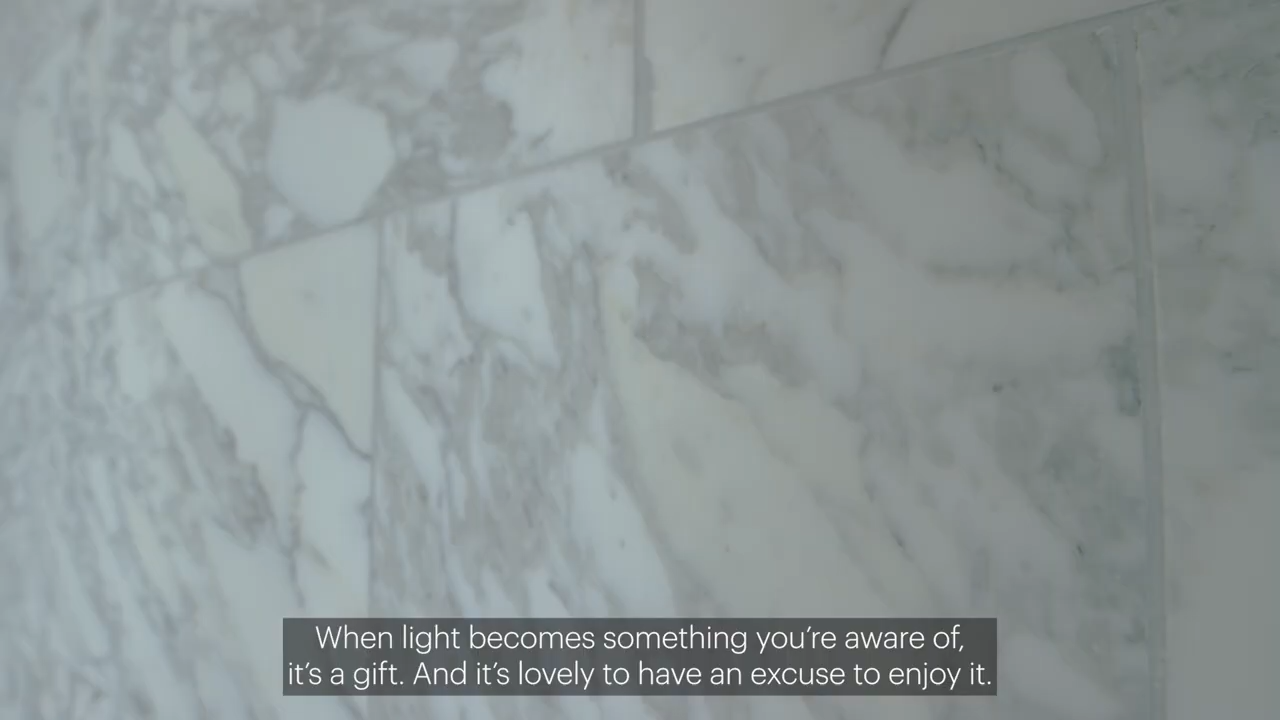 When light becomes something you’re aware of,
it’s a gift. And it’s lovely to have an excuse to enjoy it.